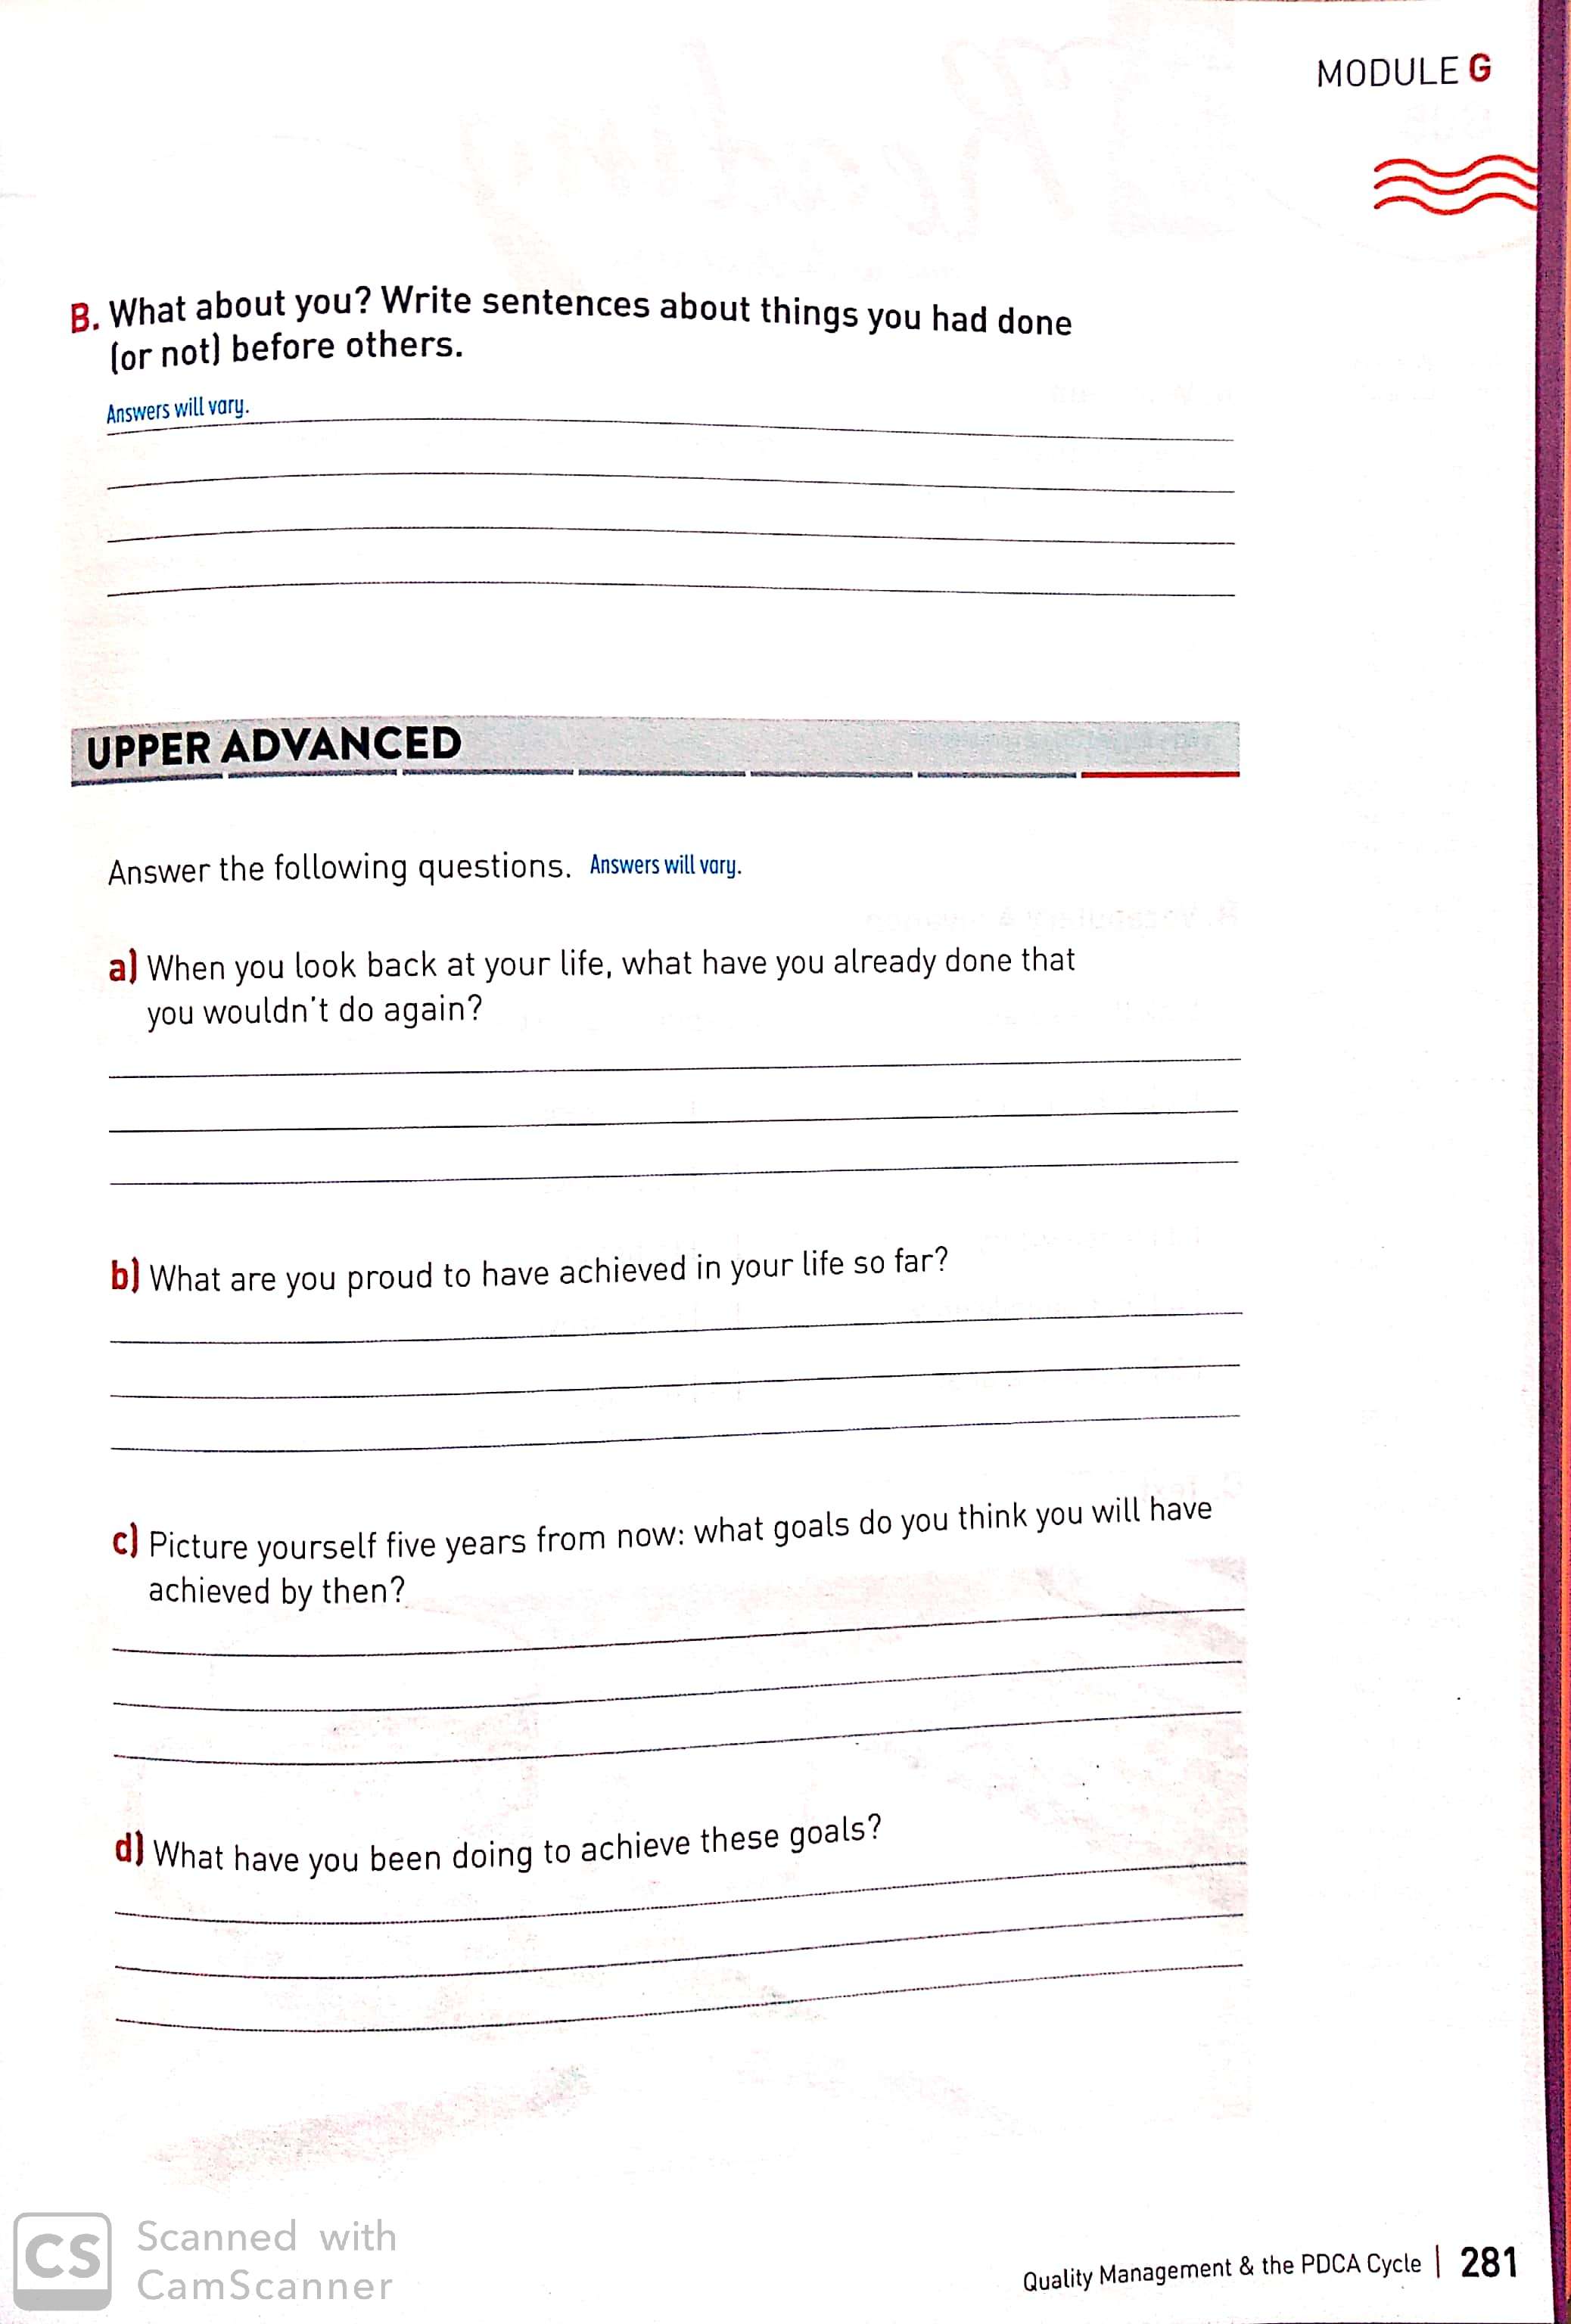 MODULE G
B. What about you? Write sentences about things you had done
(or not) before others.
Answers will vary.
UPPER ADVANCED
Answer the following questions. Answers will vary.
a) When you look back at your life, what have you already done that
you wouldn't do again?
b) What are you proud to have achieved in your life so far?
c) Picture yourself five years from now: what goals do you think you will have
achieved by then?
d) What have you been doing to achieve these goals?
CS Scanned with
CamScanner
Quality Management & the PDCA Cycle | 281